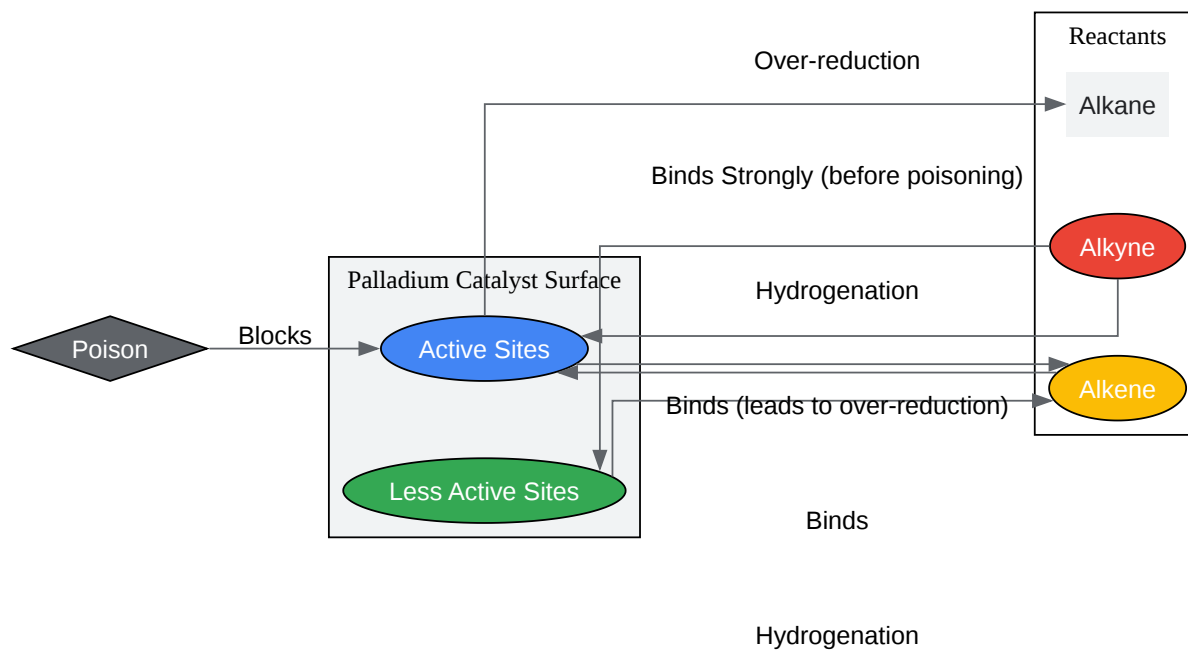 Reactants
Over-reduction
Alkane
Binds Strongly (before poisoning)
Alkyne
Palladium Catalyst Surface
Hydrogenation
Poison
Blocks
Active Sites
Alkene
Binds (leads to over-reduction)
Less Active Sites
Binds
Hydrogenation